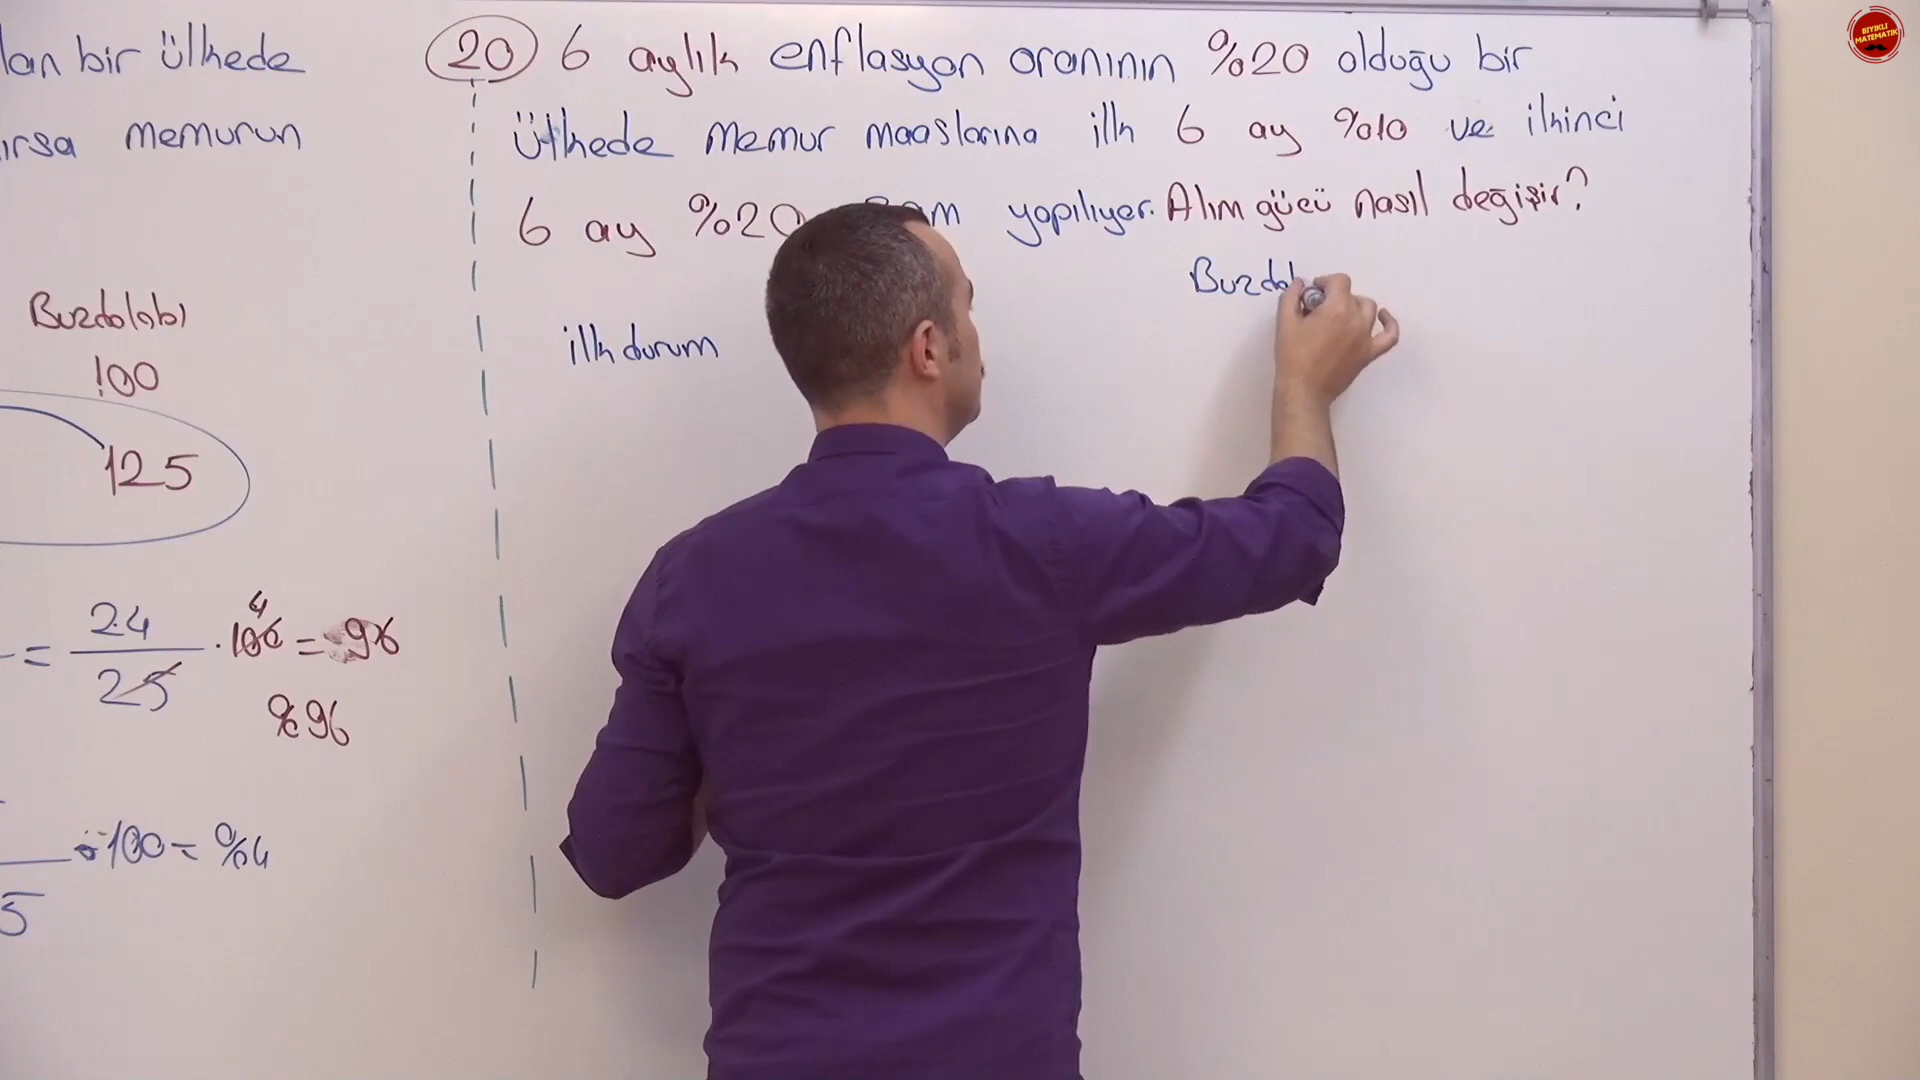 lan bir ülkede
ırsa memurun
Buzdolabı
100
125
= 24/25 . 100 4 = 96
%96
.100 = %4
5
20 6 aylık enflasyon oranının %20 olduğu bir
ülkede memur maaşlarına ilk 6 ay %10 ve ikinci
6 ay %20 yapılıyor. Alım gücü nasıl değişir?
Buzdol
ilk durum
BIYIKLI
MATEMATİK